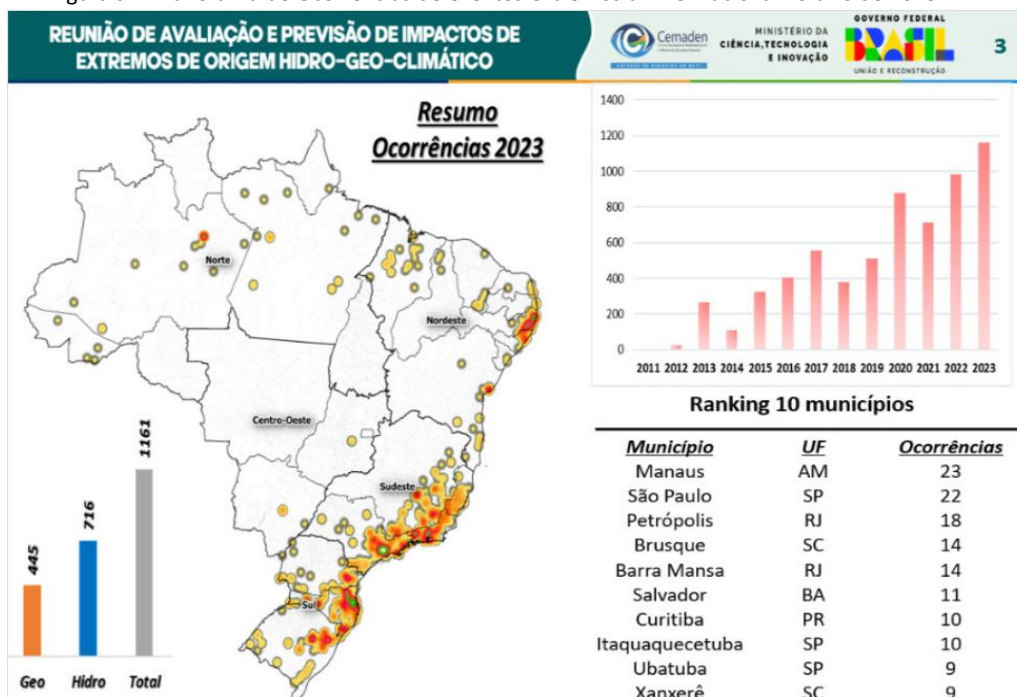 REUNIÃO DE AVALIAÇÃO E PREVISÃO DE IMPACTOS DE
EXTREMOS DE ORIGEM HIDRO-GEO-CLIMÁTICO
Cemaden
MINISTÉRIO DA
CIÊNCIA, TECNOLOGIA
E INOVAÇÃO
GOVERNO FEDERAL
BRASIL
UNIÃO E RECONSTRUÇÃO
3
Resumo
Ocorrências 2023
Norte
Nordeste
Centro-Oeste
Sudeste
Sul
445
716
1161
Geo Hidro Total
1400
1200
1000
800
600
400
200
0
2011 2012 2013 2014 2015 2016 2017 2018 2019 2020 2021 2022 2023
Ranking 10 municípios
Município UF Ocorrências
Manaus AM 23
São Paulo SP 22
Petrópolis RJ 18
Brusque SC 14
Barra Mansa RJ 14
Salvador BA 11
Curitiba PR 10
Itaquaquecetuba SP 10
Ubatuba SP 9
Xanxerê SC 9